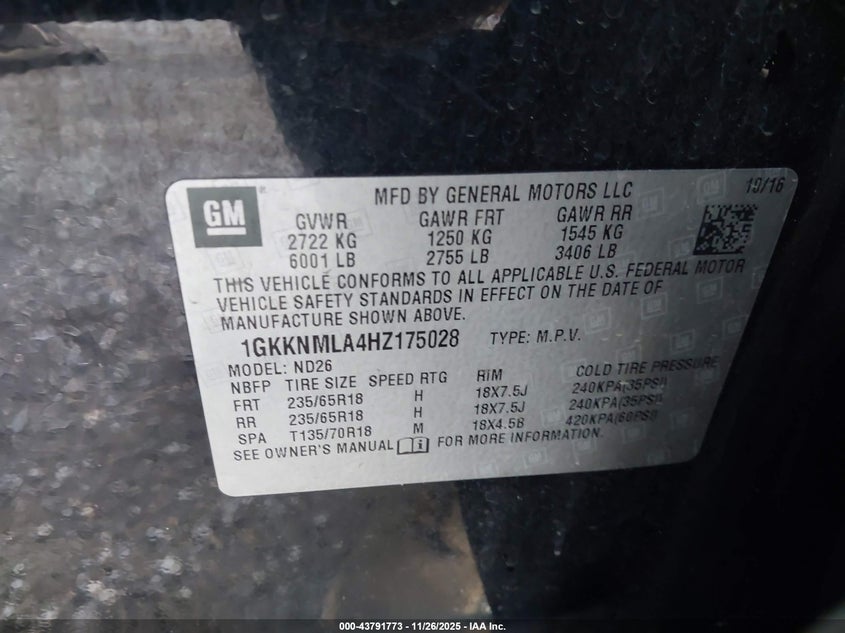 GM
MFD BY GENERAL MOTORS LLC 10/16
GVWR GAWR FRT GAWR RR
2722 KG 1250 KG 1545 KG
6001 LB 2755 LB 3406 LB
THIS VEHICLE CONFORMS TO ALL APPLICABLE U.S. FEDERAL MOTOR
VEHICLE SAFETY STANDARDS IN EFFECT ON THE DATE OF
MANUFACTURE SHOWN ABOVE.
1GKKNMLA4HZ175028 TYPE: M.P.V.
MODEL: ND26
NBFP TIRE SIZE SPEED RTG RIM COLD TIRE PRESSURE
FRT 235/65R18 H 18X7.5J 240KPA(35PSI)
RR 235/65R18 H 18X7.5J 240KPA(35PSI)
SPA T135/70R18 M 18X4.5B 420KPA(60PSI)
SEE OWNER'S MANUAL FOR MORE INFORMATION.
000-43791773 - 11/26/2025 - IAA Inc.